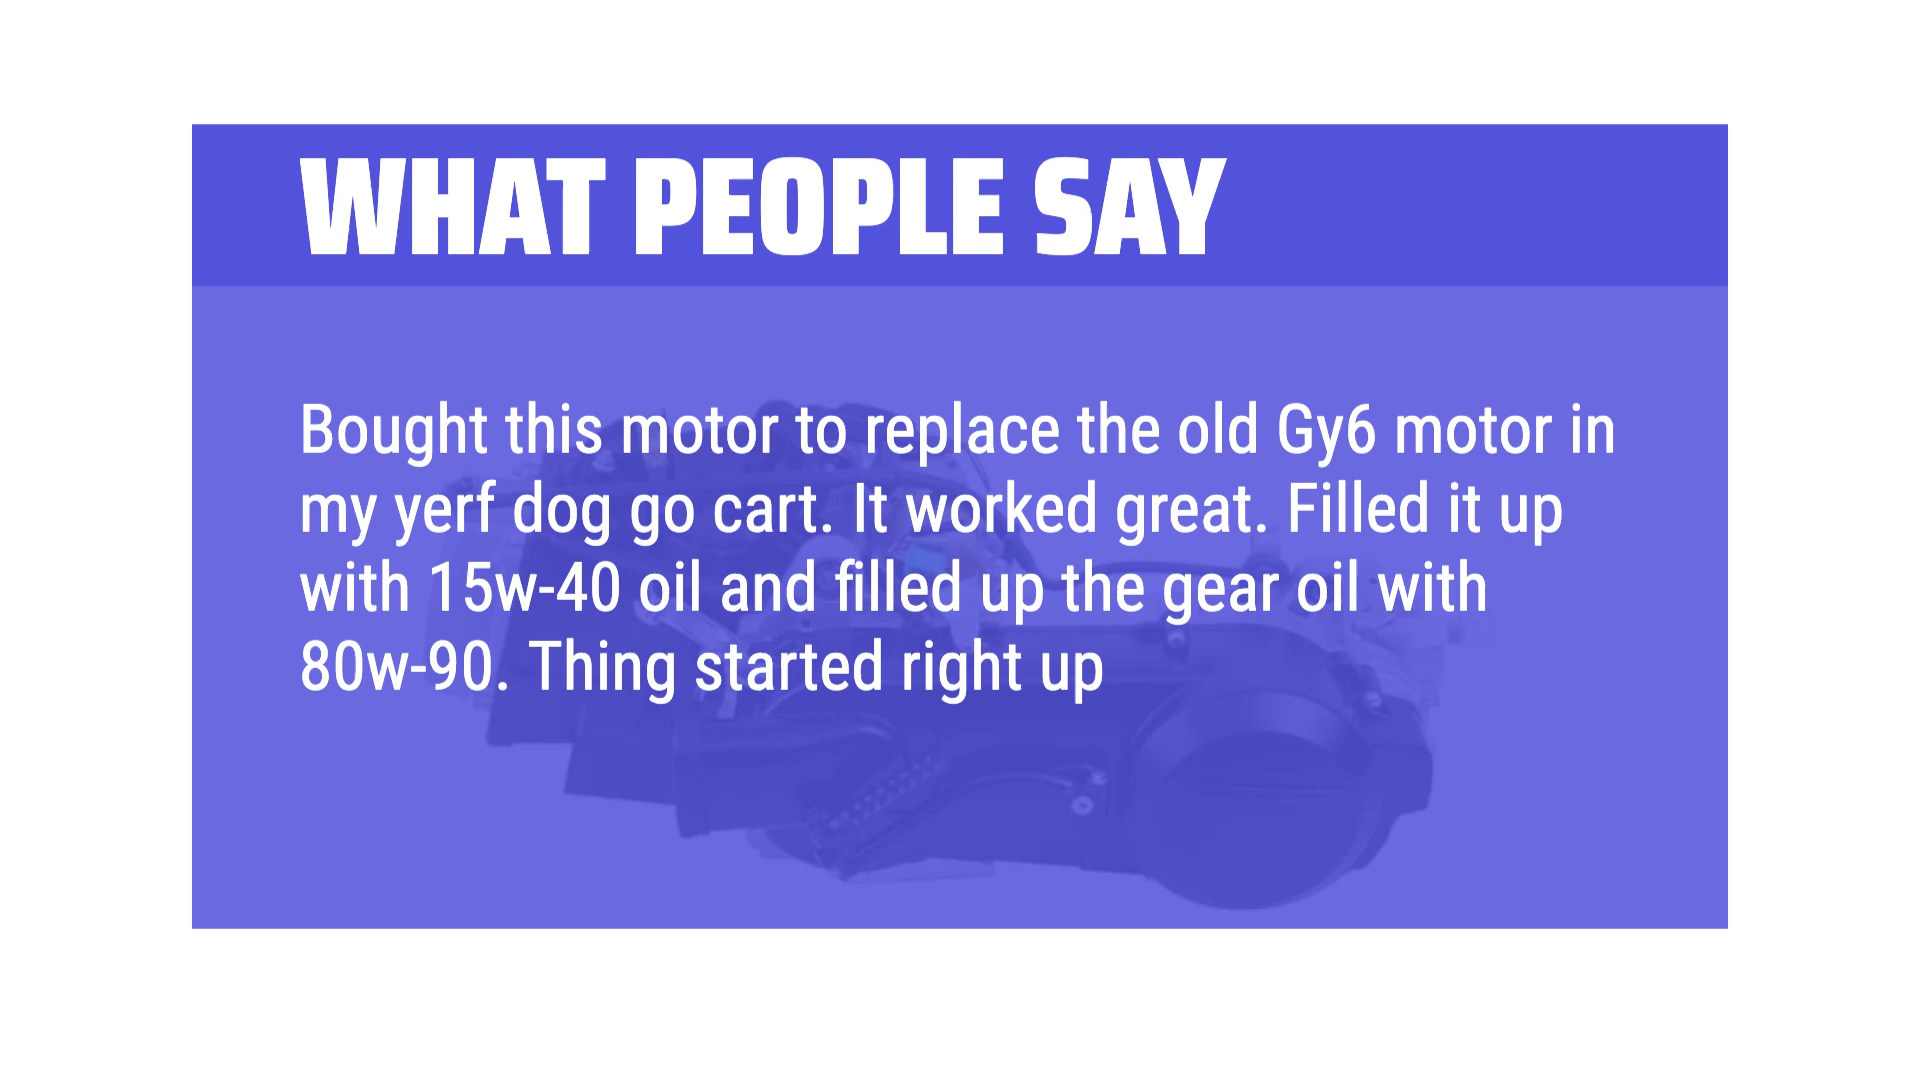 WHAT PEOPLE SAY
Bought this motor to replace the old Gy6 motor in
my yerf dog go cart. It worked great. Filled it up
with 15w-40 oil and filled up the gear oil with
80w-90. Thing started right up